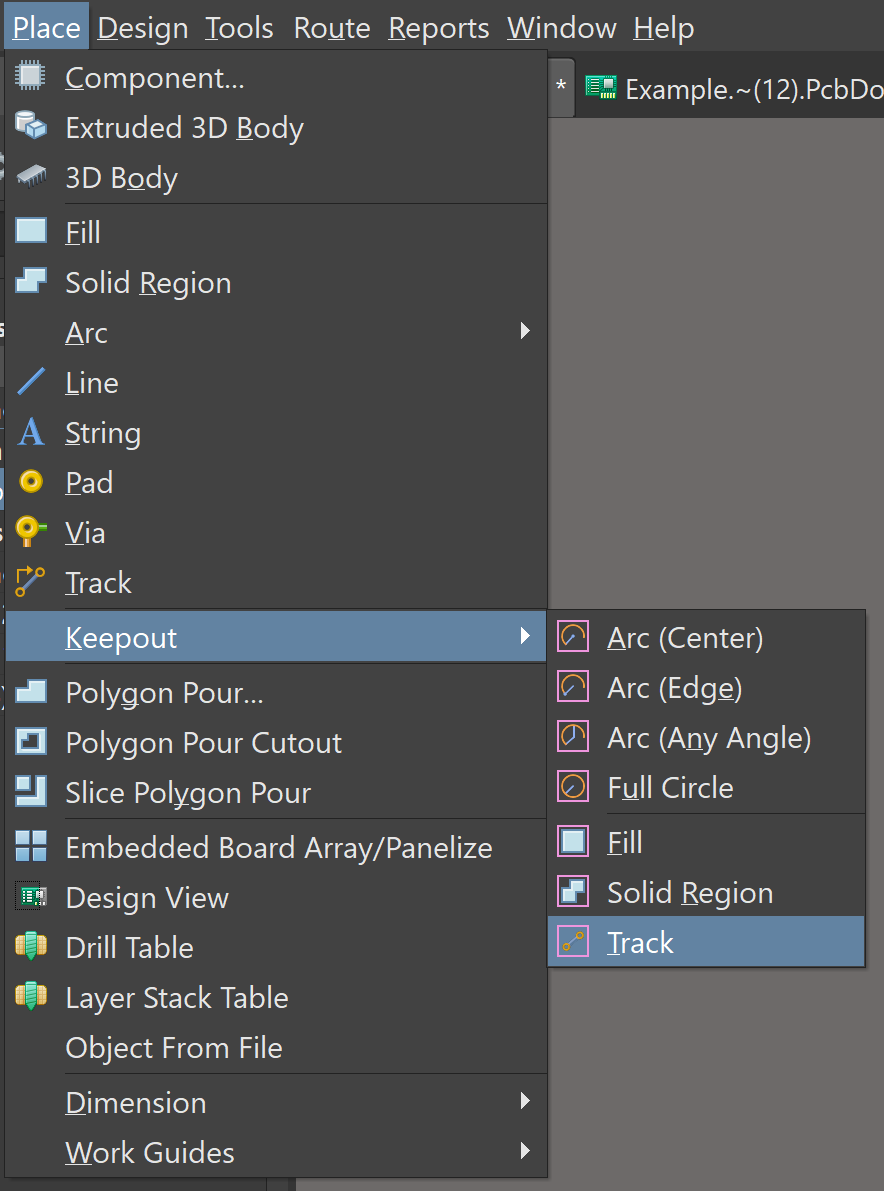 Place Design Tools Route Reports Window Help
* Example.~(12).PcbDo
Component...
Extruded 3D Body
3D Body
Fill
Solid Region
Arc
Line
String
Pad
Via
Track
Keepout
Arc (Center)
Arc (Edge)
Arc (Any Angle)
Full Circle
Fill
Solid Region
Track
Polygon Pour...
Polygon Pour Cutout
Slice Polygon Pour
Embedded Board Array/Panelize
Design View
Drill Table
Layer Stack Table
Object From File
Dimension
Work Guides